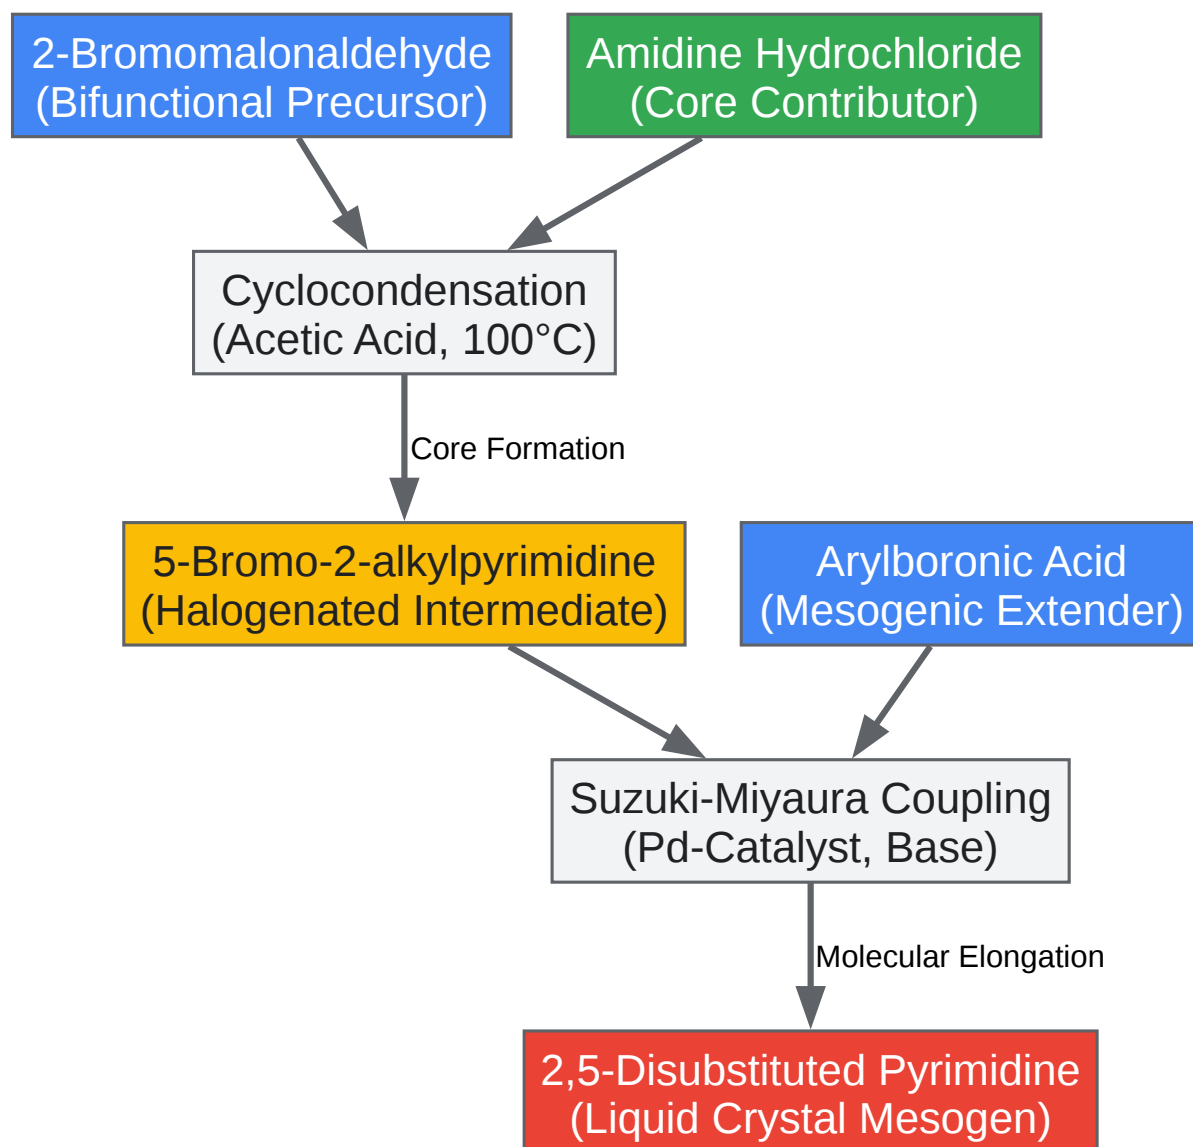 2-Bromomalonaldehyde
(Bifunctional Precursor)
Amidine Hydrochloride
(Core Contributor)
Cyclocondensation
(Acetic Acid, 100°C)
Core Formation
5-Bromo-2-alkylpyrimidine
(Halogenated Intermediate)
Arylboronic Acid
(Mesogenic Extender)
Suzuki-Miyaura Coupling
(Pd-Catalyst, Base)
Molecular Elongation
2,5-Disubstituted Pyrimidine
(Liquid Crystal Mesogen)